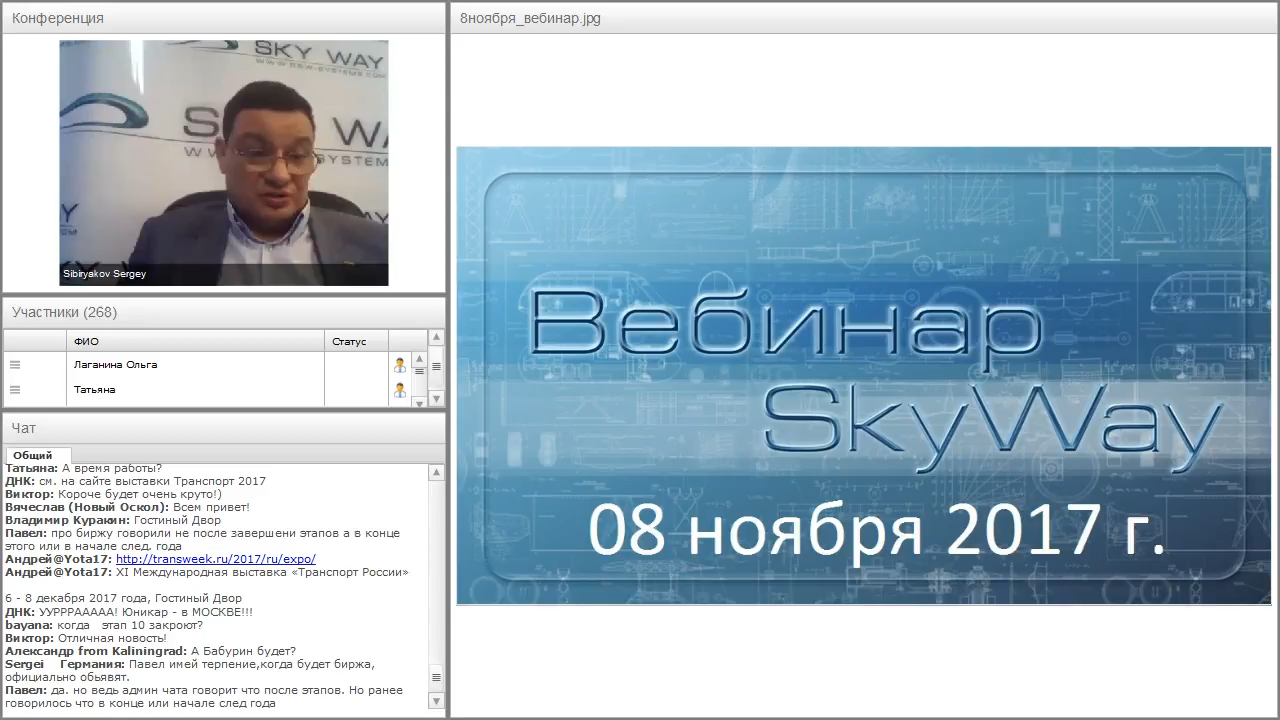 Конференция
SKY WAY
WWW.RSW-SYSTEMS.COM
Sibiryakov Sergey
Участники (268)
ФИО
Статус
Лаганина Ольга
Татьяна
Чат
Общий
Татьяна: А время работы?
ДНК: см. на сайте выставки Транспорт 2017
Виктор: Короче будет очень круто!)
Вячеслав (Новый Оскол): Всем привет!
Владимир Куракин: Гостиный Двор
Павел: про биржу говорили не после завершени этапов а в конце
этого или в начале след. года
Андрей@Yota17: http://transweek.ru/2017/ru/expo/
Андрей@Yota17: XI Международная выставка «Транспорт России»
6 - 8 декабря 2017 года, Гостиный Двор
ДНК: УУРРРААААА! Юникар - в МОСКВЕ!!!
bayana: когда этап 10 закроют?
Виктор: Отличная новость!
Александр from Kaliningrad: А Бабурин будет?
Sergei Германия: Павел имей терпение,когда будет биржа,
официально обьявят.
Павел: да. но ведь админ чата говорит что после этапов. Но ранее
говорилось что в конце или начале след года
8ноября_вебинар.jpg
Вебинар
SkyWay
08 ноября 2017 г.